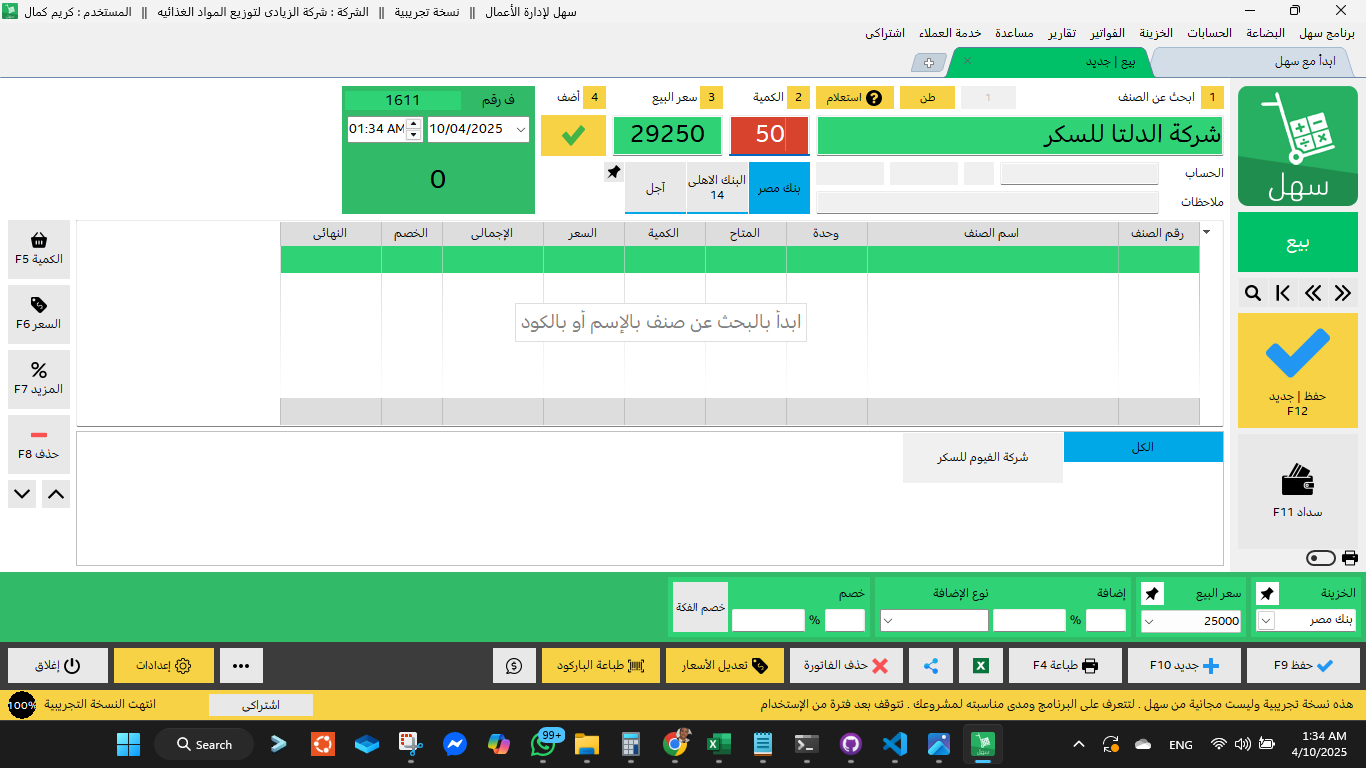 سهل لإدارة الأعمال || نسخة تجريبية || الشركة : شركة الزيادى لتوزيع المواد الغذائيه || المستخدم : كريم كمال
برنامج سهل البضاعة الحسابات الخزينة الفواتير تقارير مساعدة خدمة العملاء اشتراكى
ابدأ مع سهل
بيع | جديد
1 ابحث عن الصنف
1
طن
استعلام
2 الكمية
3 سعر البيع
4 أضف
ف رقم
1611
شركة الدلتا للسكر
50
29250
10/04/2025
01:34 AM
0
الحساب
ملاحظات
بنك مصر
البنك الاهلى
14
آجل
سهل
بيع
حفظ | جديد
F12
سداد F11
رقم الصنف
اسم الصنف
وحدة
المتاح
الكمية
السعر
الإجمالى
الخصم
النهائى
ابدأ بالبحث عن صنف بالإسم أو بالكود
الكمية F5
السعر F6
المزيد F7
حذف F8
الكل
شركة الفيوم للسكر
الخزينة
بنك مصر
سعر البيع
25000
إضافة
%
نوع الإضافة
خصم
%
خصم الفكة
حفظ F9
جديد F10
طباعة F4
حذف الفاتورة
تعديل الأسعار
طباعة الباركود
إعدادات
إغلاق
هذه نسخة تجريبية وليست مجانية من سهل . لتتعرف على البرنامج ومدى مناسبته لمشروعك . تتوقف بعد فترة من الإستخدام
اشتراكى
انتهت النسخة التجريبية
100%
Search
99+
ENG
1:34 AM
4/10/2025